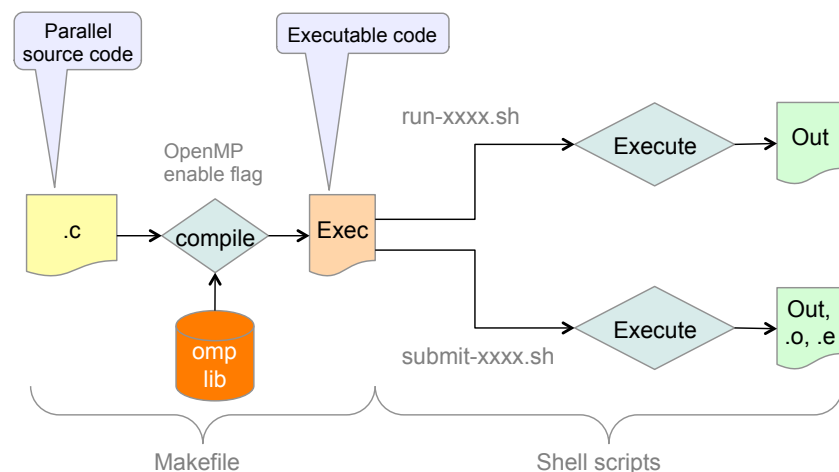 Parallel
source code
Executable code
run-xxxx.sh
OpenMP
enable flag
Execute
Out
.c
compile
Exec
omp
lib
submit-xxxx.sh
Execute
Out,
.o, .e
Makefile
Shell scripts